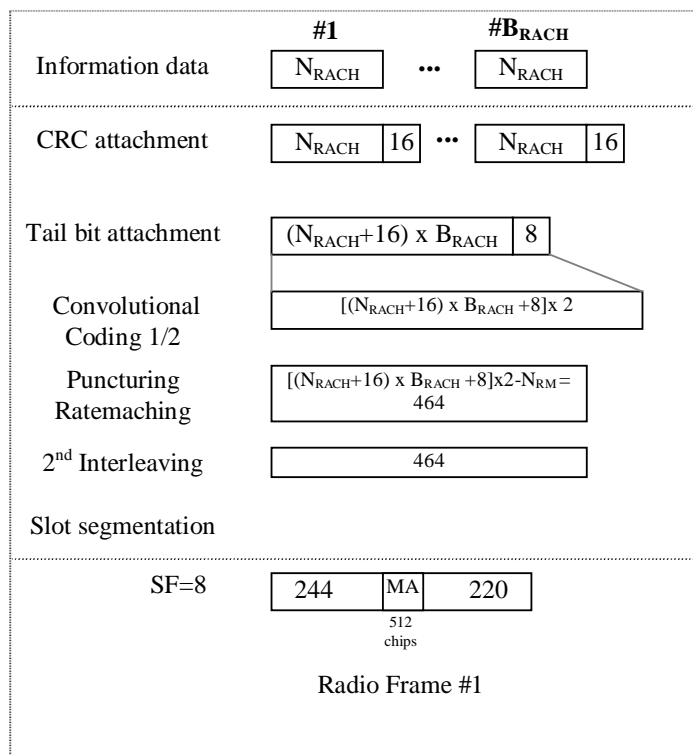 #1 #B_RACH
Information data N_RACH ... N_RACH
CRC attachment N_RACH 16 ... N_RACH 16
Tail bit attachment (N_RACH+16) x B_RACH 8
Convolutional
Coding 1/2
[(N_RACH+16) x B_RACH +8]x 2
Puncturing
Ratemaching
[(N_RACH+16) x B_RACH +8]x2-N_RM =
464
2nd Interleaving 464
Slot segmentation
SF=8 244 MA 220
512
chips
Radio Frame #1